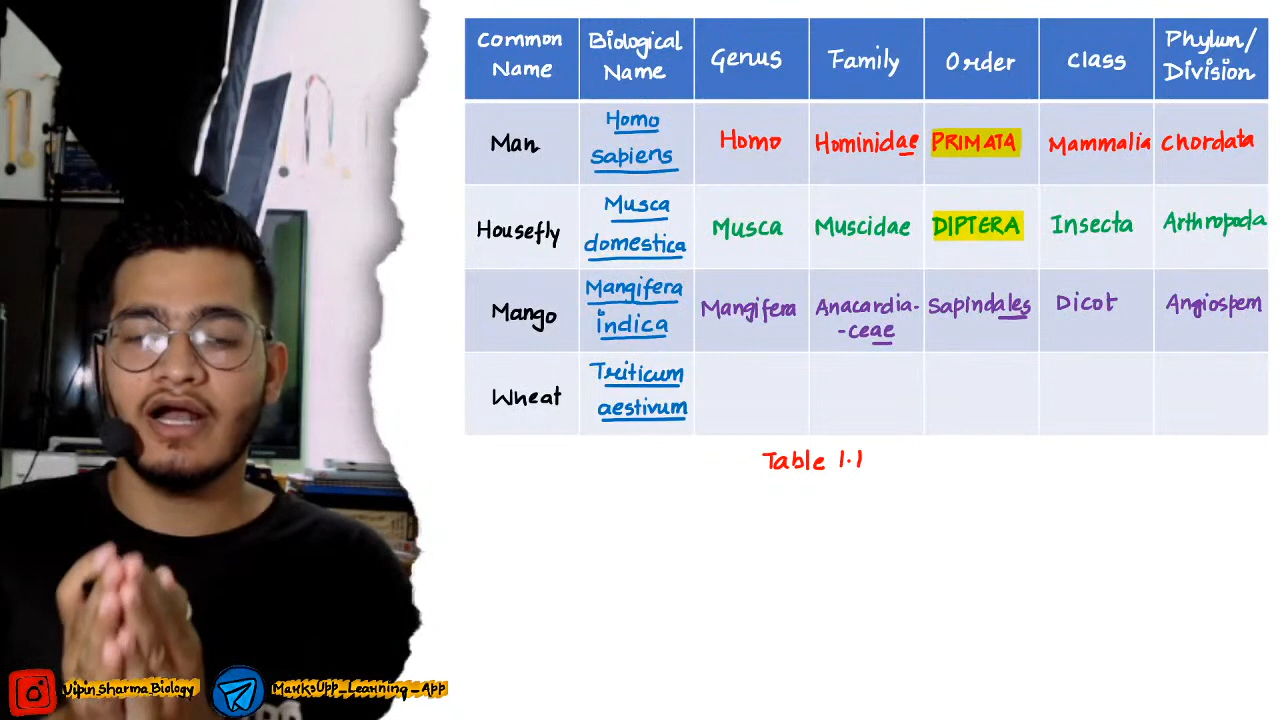 Common Name Biological Name Genus Family Order Class Phylum/ Division
Man Homo sapiens Homo Hominidae PRIMATA Mammalia Chordata
Housefly Musca domestica Musca Muscidae DIPTERA Insecta Arthropoda
Mango Mangifera indica Mangifera Anacardia- -ceae Sapindales Dicot Angiospem
Wheat Triticum aestivum
Table 1.1
Vipin_Sharma_Biology
MarksUpp_Learning_App